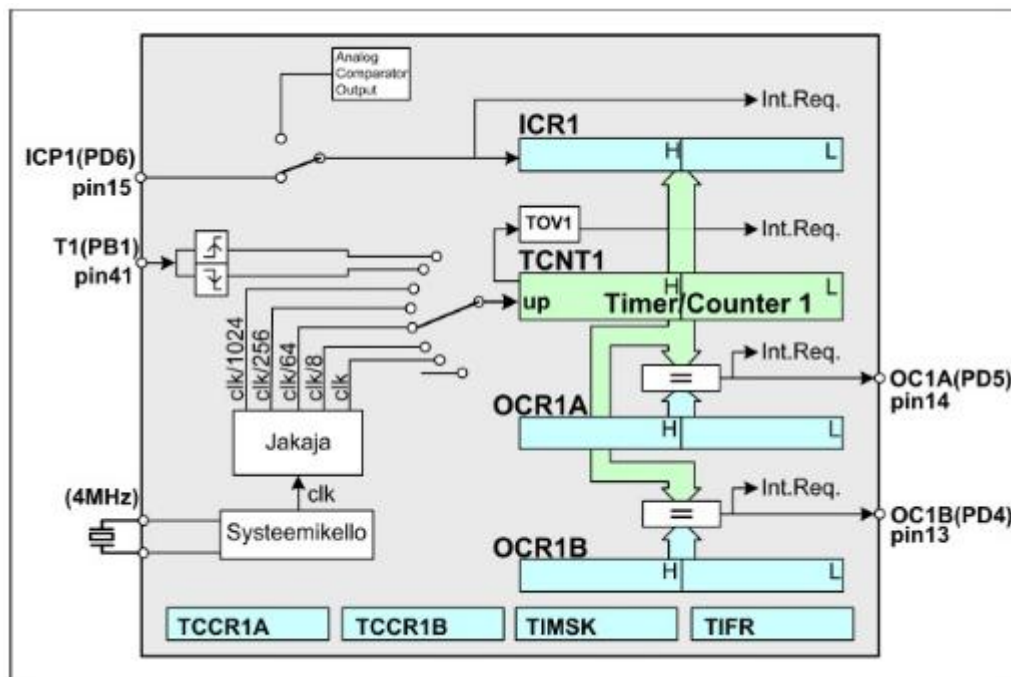 Analog
Comparator
Output
Int.Req.
ICR1
H
L
ICP1(PD6)
pin15
TOV1
Int.Req.
T1(PB1)
pin41
TCNT1
H
L
up
Timer/Counter 1
clk/1024
clk/256
clk/64
clk/8
clk
Int.Req.
=
OC1A(PD5)
pin14
OCR1A
H
L
Jakaja
clk
(4MHz)
Systeemikello
Int.Req.
=
OC1B(PD4)
pin13
OCR1B
H
L
TCCR1A
TCCR1B
TIMSK
TIFR